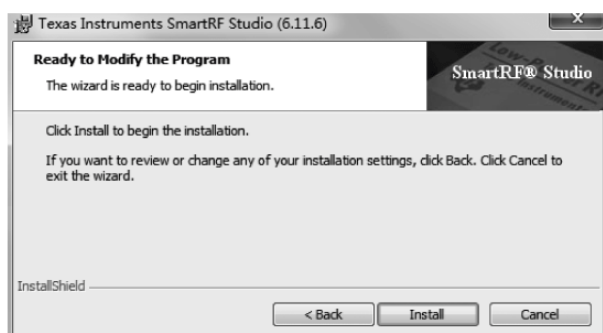 Texas Instruments SmartRF Studio (6.11.6)
Ready to Modify the Program
The wizard is ready to begin installation.
SmartRF® Studio
Click Install to begin the installation.
If you want to review or change any of your installation settings, click Back. Click Cancel to
exit the wizard.
InstallShield
< Back
Install
Cancel